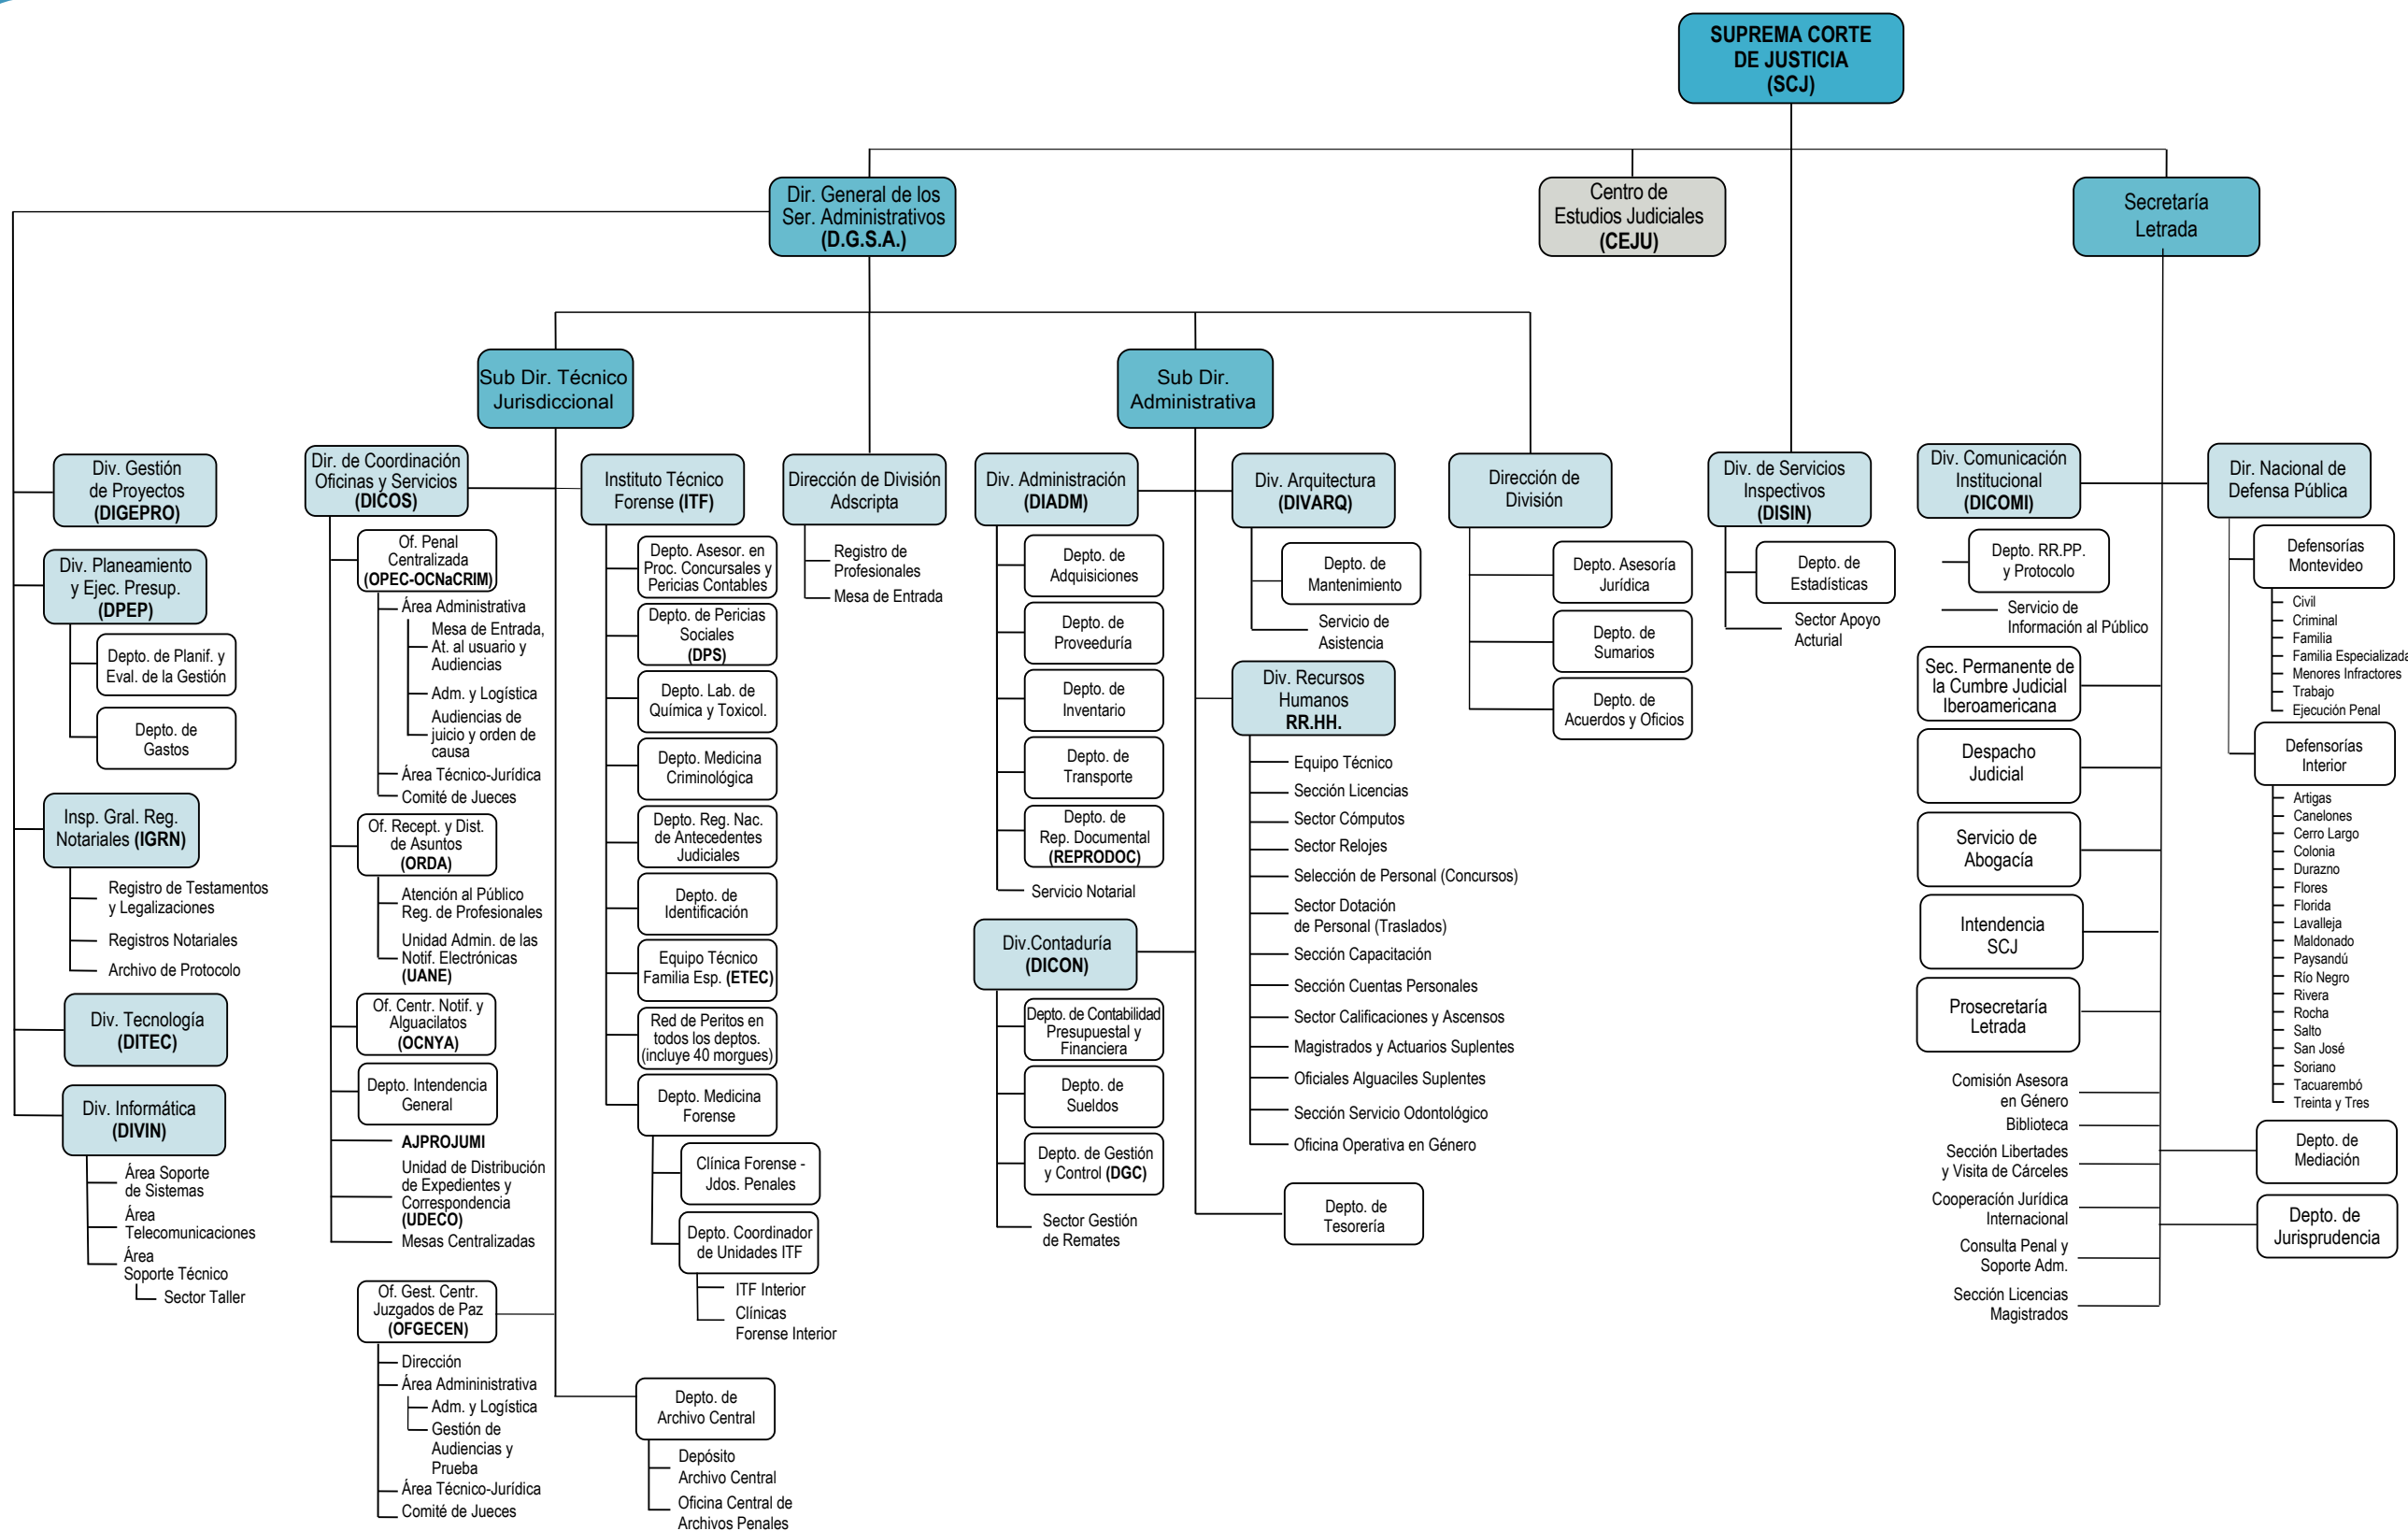 SUPREMA CORTE
DE JUSTICIA
(SCJ)
Dir. General de los
Ser. Administrativos
(D.G.S.A.)
Centro de
Estudios Judiciales
(CEJU)
Secretaría
Letrada
Sub Dir. Técnico
Jurisdiccional
Sub Dir.
Administrativa
Div. Gestión
de Proyectos
(DIGEPRO)
Div. Planeamiento
y Ejec. Presup.
(DPEP)
Depto. de Planif. y
Eval. de la Gestión
Depto. de
Gastos
Insp. Gral. Reg.
Notariales (IGRN)
Registro de Testamentos
y Legalizaciones
Registros Notariales
Archivo de Protocolo
Div. Tecnología
(DITEC)
Div. Informática
(DIVIN)
Área Soporte
de Sistemas
Área
Telecomunicaciones
Área
Soporte Técnico
Sector Taller
Dir. de Coordinación
Oficinas y Servicios
(DICOS)
Of. Penal
Centralizada
(OPEC-OCNaCRIM)
Área Administrativa
Mesa de Entrada,
At. al usuario y
Audiencias
Adm. y Logística
Audiencias de
juicio y orden de
causa
Área Técnico-Jurídica
Comité de Jueces
Of. Recept. y Dist.
de Asuntos
(ORDA)
Atención al Público
Reg. de Profesionales
Unidad Admin. de las
Notif. Electrónicas
(UANE)
Of. Centr. Notif. y
Alguacilatos
(OCNYA)
Depto. Intendencia
General
AJPROJUMI
Unidad de Distribución
de Expedientes y
Correspondencia
(UDECO)
Mesas Centralizadas
Of. Gest. Centr.
Juzgados de Paz
(OFGECEN)
Dirección
Área Admininistrativa
Adm. y Logística
Gestión de
Audiencias y
Prueba
Área Técnico-Jurídica
Comité de Jueces
Instituto Técnico
Forense (ITF)
Depto. Asesor. en
Proc. Concursales y
Pericias Contables
Depto. de Pericias
Sociales
(DPS)
Depto. Lab. de
Química y Toxicol.
Depto. Medicina
Criminológica
Depto. Reg. Nac.
de Antecedentes
Judiciales
Depto. de
Identificación
Equipo Técnico
Familia Esp. (ETEC)
Red de Peritos en
todos los deptos.
(incluye 40 morgues)
Depto. Medicina
Forense
Clínica Forense -
Jdos. Penales
Depto. Coordinador
de Unidades ITF
ITF Interior
Clínicas
Forense Interior
Depto. de
Archivo Central
Depósito
Archivo Central
Oficina Central de
Archivos Penales
Dirección de División
Adscripta
Registro de
Profesionales
Mesa de Entrada
Div. Administración
(DIADM)
Depto. de
Adquisiciones
Depto. de
Proveeduría
Depto. de
Inventario
Depto. de
Transporte
Depto. de
Rep. Documental
(REPRODOC)
Servicio Notarial
Div.Contaduría
(DICON)
Depto. de Contabilidad
Presupuestal y
Financiera
Depto. de
Sueldos
Depto. de Gestión
y Control (DGC)
Sector Gestión
de Remates
Div. Arquitectura
(DIVARQ)
Depto. de
Mantenimiento
Servicio de
Asistencia
Div. Recursos
Humanos
RR.HH.
Equipo Técnico
Sección Licencias
Sector Cómputos
Sector Relojes
Selección de Personal (Concursos)
Sector Dotación
de Personal (Traslados)
Sección Capacitación
Sección Cuentas Personales
Sector Calificaciones y Ascensos
Magistrados y Actuarios Suplentes
Oficiales Alguaciles Suplentes
Sección Servicio Odontológico
Oficina Operativa en Género
Depto. de
Tesorería
Dirección de
División
Depto. Asesoría
Jurídica
Depto. de
Sumarios
Depto. de
Acuerdos y Oficios
Div. de Servicios
Inspectivos
(DISIN)
Depto. de
Estadísticas
Sector Apoyo
Acturial
Div. Comunicación
Institucional
(DICOMI)
Depto. RR.PP.
y Protocolo
Servicio de
Información al Público
Sec. Permanente de
la Cumbre Judicial
Iberoamericana
Despacho
Judicial
Servicio de
Abogacía
Intendencia
SCJ
Prosecretaría
Letrada
Comisión Asesora
en Género
Biblioteca
Sección Libertades
y Visita de Cárceles
Cooperación Jurídica
Internacional
Consulta Penal y
Soporte Adm.
Sección Licencias
Magistrados
Dir. Nacional de
Defensa Pública
Defensorías
Montevideo
Civil
Criminal
Familia
Familia Especializada
Menores Infractores
Trabajo
Ejecución Penal
Defensorías
Interior
Artigas
Canelones
Cerro Largo
Colonia
Durazno
Flores
Florida
Lavalleja
Maldonado
Paysandú
Río Negro
Rivera
Rocha
Salto
San José
Soriano
Tacuarembó
Treinta y Tres
Depto. de
Mediación
Depto. de
Jurisprudencia